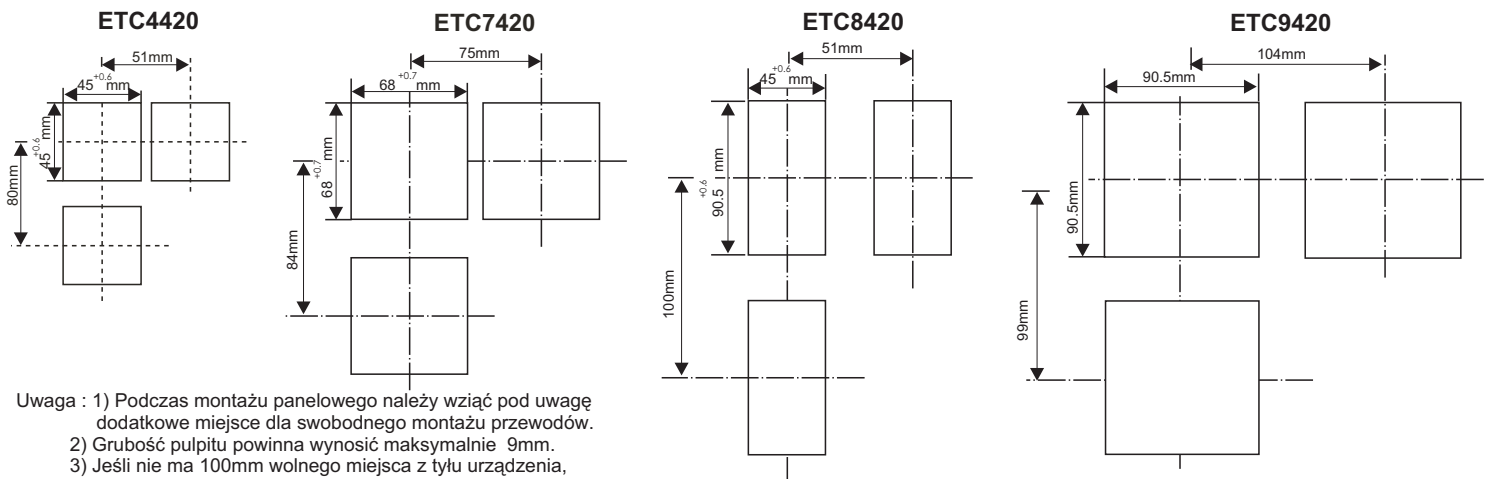 ETC4420
51mm
45 +0.6 mm
45 +0.6 mm
80mm
ETC7420
75mm
68 +0.7 mm
68 +0.7 mm
84mm
ETC8420
51mm
45 +0.6 mm
90.5 +0.6 mm
100mm
ETC9420
104mm
90.5mm
90.5mm
99mm
Uwaga : 1) Podczas montażu panelowego należy wziąć pod uwagę
dodatkowe miejsce dla swobodnego montażu przewodów.
2) Grubość pulpitu powinna wynosić maksymalnie 9mm.
3) Jeśli nie ma 100mm wolnego miejsca z tyłu urządzenia,